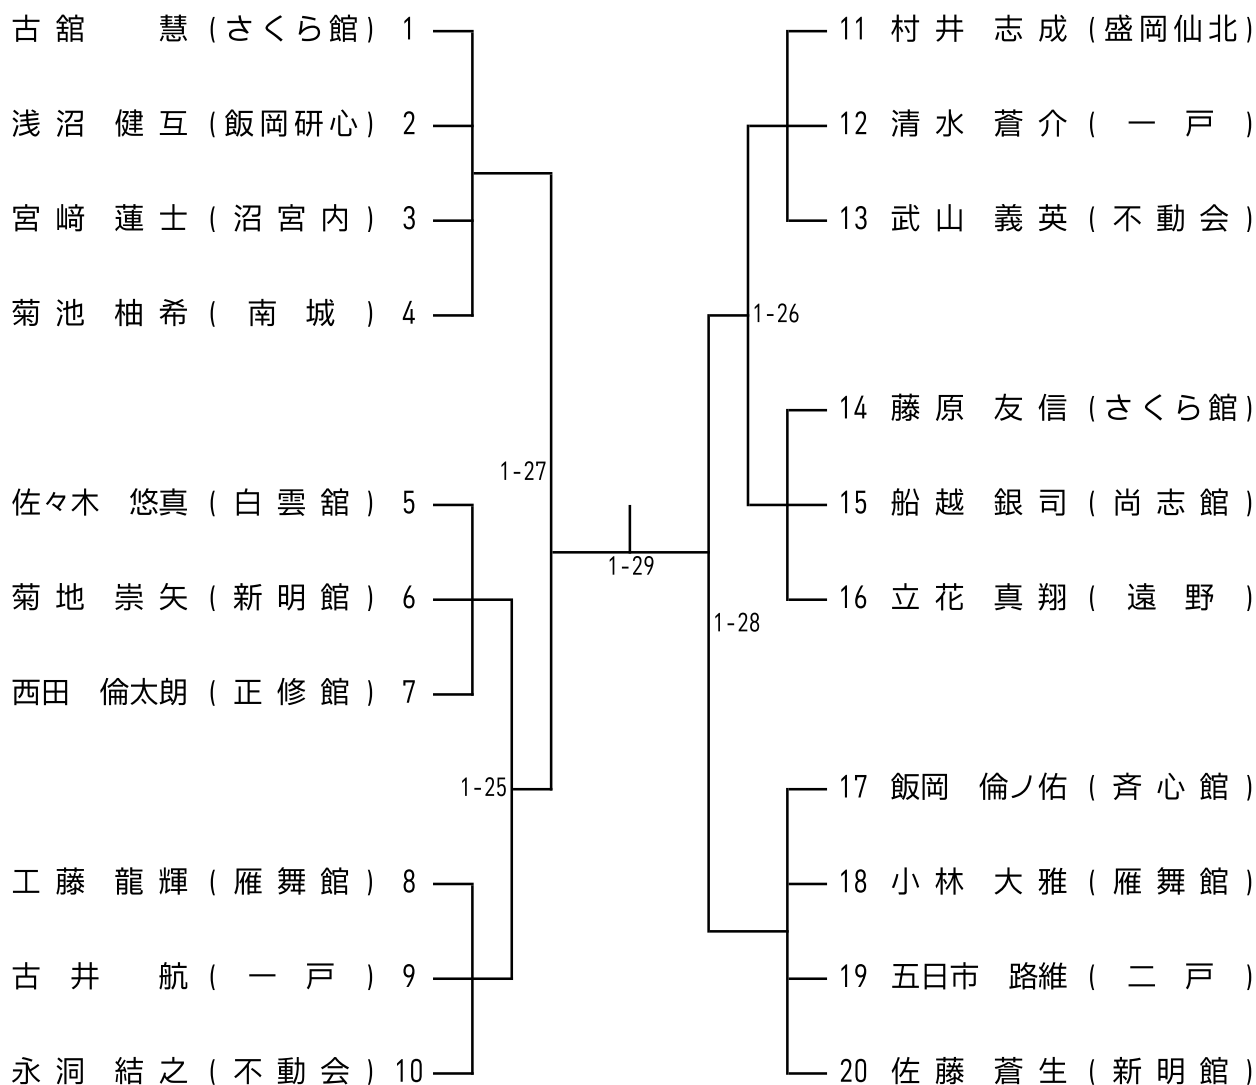 古舘 慧 (さくら館) 1
浅沼 健互 (飯岡研心) 2
宮﨑 蓮士 (沼宮内) 3
菊池 柚希 (南城) 4
1-27
佐々木 悠真 (白雲舘) 5
菊地 崇矢 (新明館) 6
西田 倫太朗 (正修館) 7
1-25
工藤 龍輝 (雁舞館) 8
古井 航 (一戸) 9
永洞 結之 (不動会) 10
1-29
11 村井 志成 (盛岡仙北)
12 清水 蒼介 (一戸)
13 武山 義英 (不動会)
1-26
14 藤原 友信 (さくら館)
15 船越 銀司 (尚志館)
16 立花 真翔 (遠野)
1-28
17 飯岡 倫ノ佑 (斉心館)
18 小林 大雅 (雁舞館)
19 五日市 路維 (二戸)
20 佐藤 蒼生 (新明館)